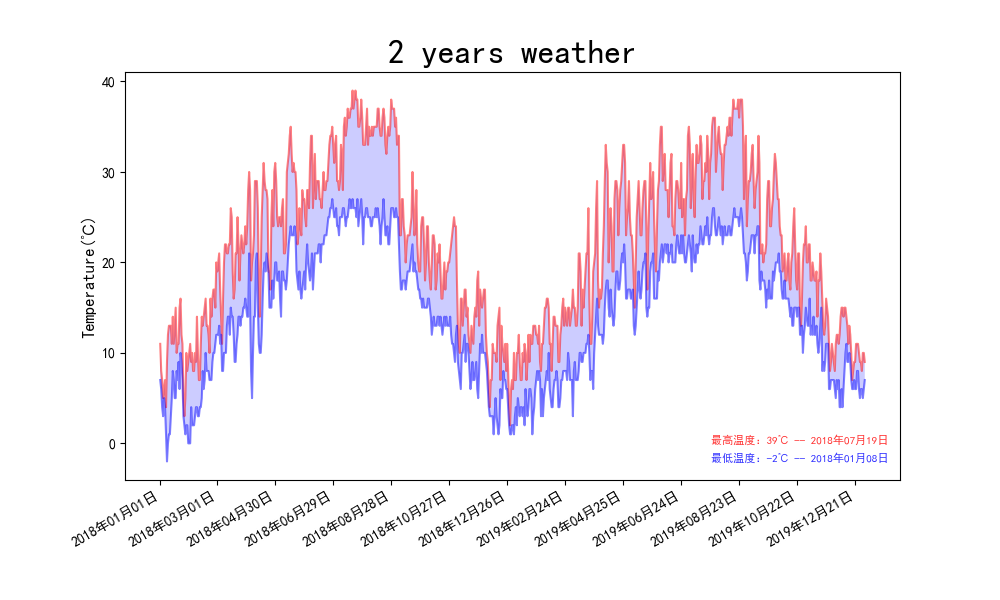 2 years weather
Temperature(℃)
40
30
20
10
0
最高温度：39℃ -- 2018年07月19日
最低温度：-2℃ -- 2018年01月08日
2018年01月01日
2018年03月01日
2018年04月30日
2018年06月29日
2018年08月28日
2018年10月27日
2018年12月26日
2019年02月24日
2019年04月25日
2019年06月24日
2019年08月23日
2019年10月22日
2019年12月21日